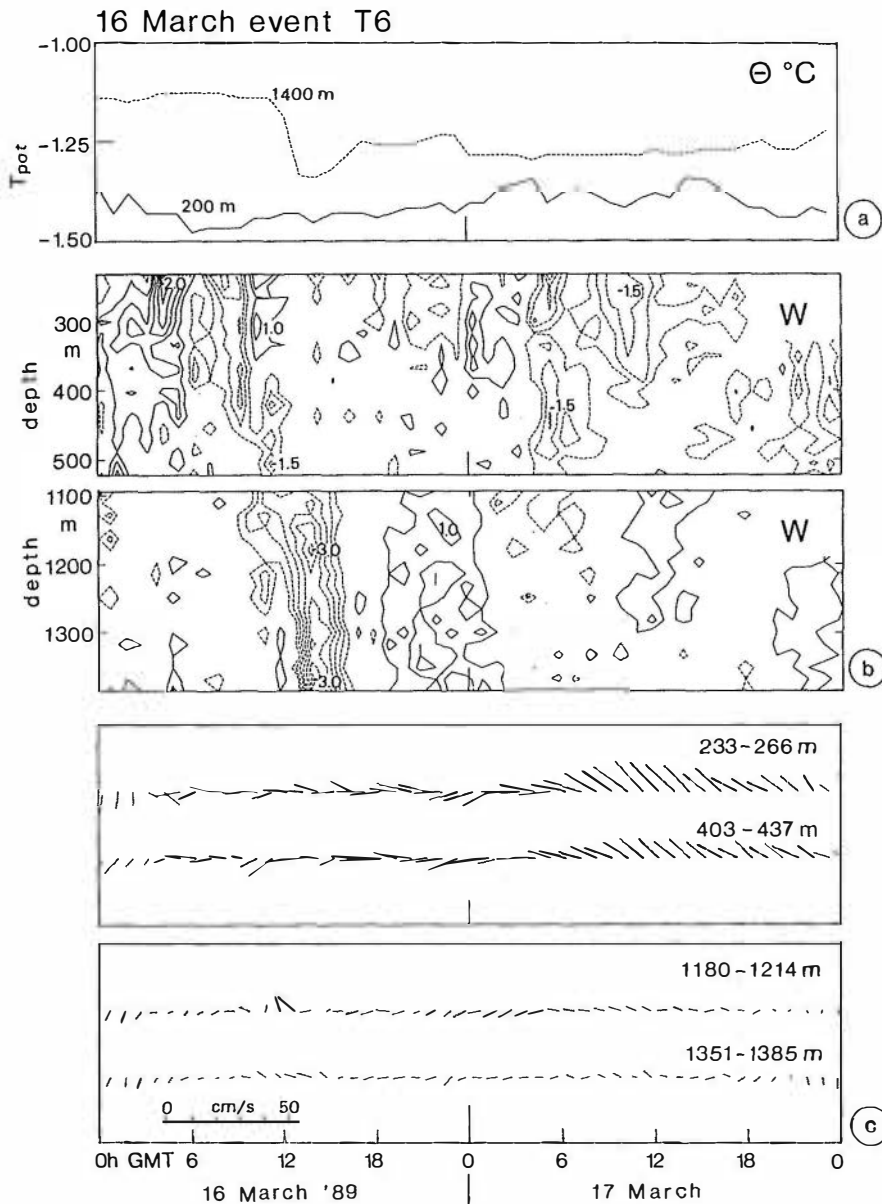 16 March event T6
-1.00
Θ °C
1400 m
-1.25
Tpot
200 m
-1.50
a
-2.0
-1.5
W
300
1.0
m
depth
400
-1.5
500
-1.5
1100
m
W
1.0
-3.0
depth
1200
1300
-3.0
b
233-266 m
403-437 m
1180-1214 m
1351-1385 m
0 cm/s 50
c
0h GMT 6 12 18 0 6 12 18 0
16 March '89 17 March